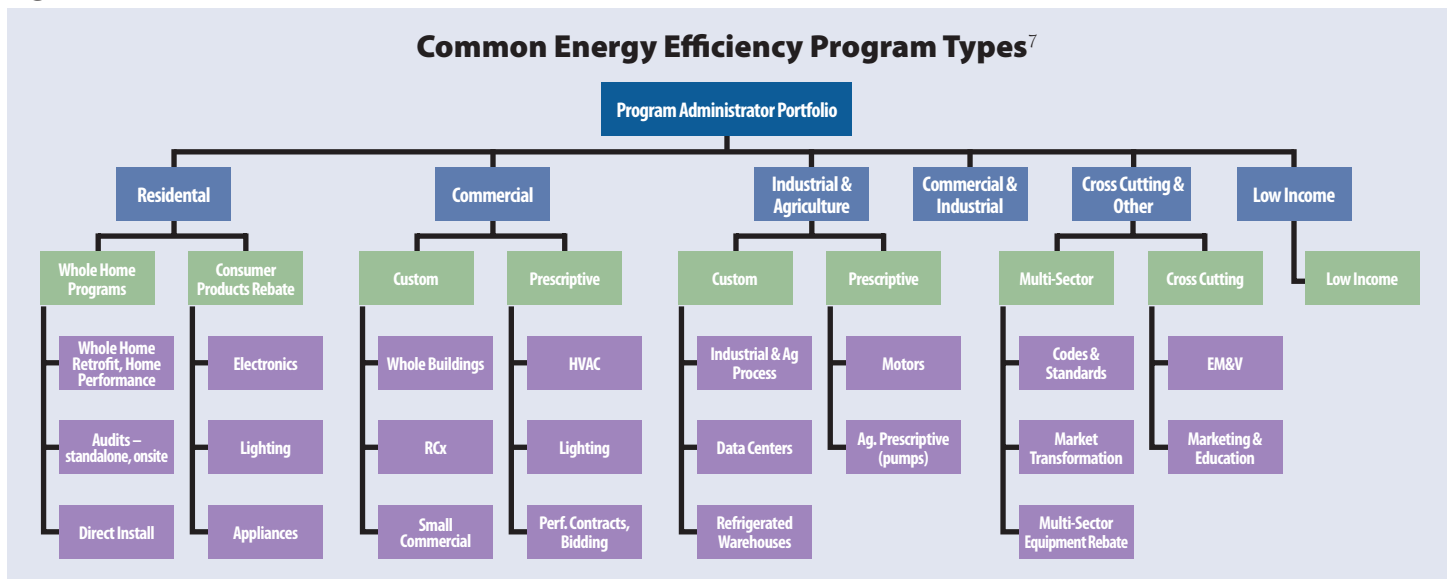 Common Energy Efficiency Program Types7
Program Administrator Portfolio
Residental
Commercial
Industrial &
Agriculture
Commercial &
Industrial
Cross Cutting &
Other
Low Income
Whole Home
Programs
Consumer
Products Rebate
Custom
Prescriptive
Custom
Prescriptive
Multi-Sector
Cross Cutting
Low Income
Whole Home
Retrofit, Home
Performance
Electronics
Whole Buildings
HVAC
Industrial & Ag
Process
Motors
Codes &
Standards
EM&V
Audits –
standalone, onsite
Lighting
RCx
Lighting
Data Centers
Ag. Prescriptive
(pumps)
Market
Transformation
Marketing &
Education
Direct Install
Appliances
Small
Commercial
Perf. Contracts,
Bidding
Refrigerated
Warehouses
Multi-Sector
Equipment Rebate